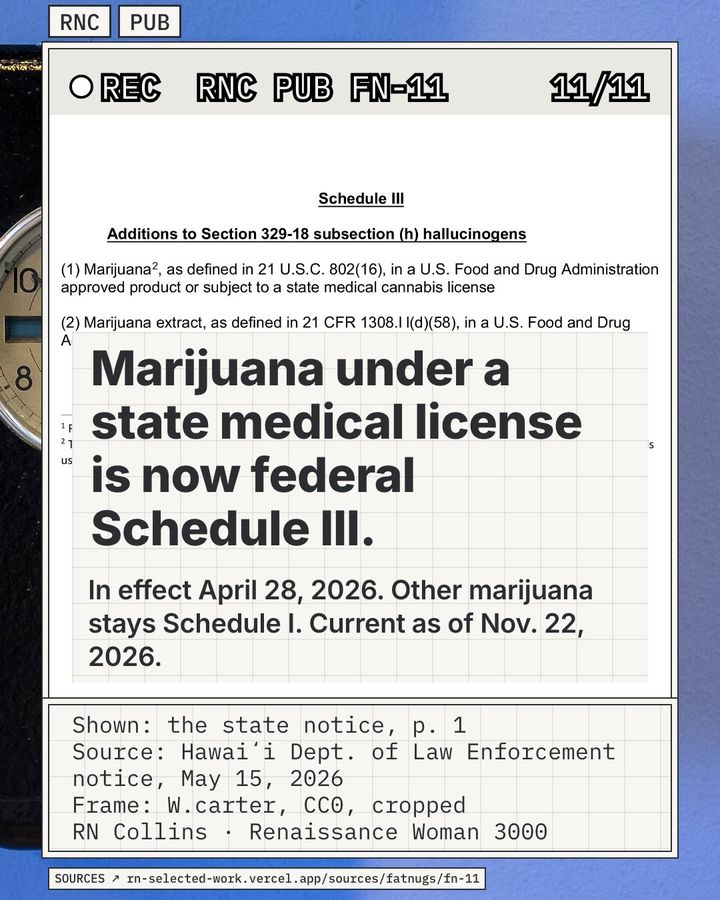 RNC PUB
REC RNC PUB FN-11 11/11
Schedule III
Additions to Section 329-18 subsection (h) hallucinogens
(1) Marijuana², as defined in 21 U.S.C. 802(16), in a U.S. Food and Drug Administration
approved product or subject to a state medical cannabis license
(2) Marijuana extract, as defined in 21 CFR 1308.I l(d)(58), in a U.S. Food and Drug
Marijuana under a
state medical license
is now federal
Schedule III.
In effect April 28, 2026. Other marijuana
stays Schedule I. Current as of Nov. 22,
2026.
Shown: the state notice, p. 1
Source: Hawaiʻi Dept. of Law Enforcement
notice, May 15, 2026
Frame: W.carter, CC0, cropped
RN Collins · Renaissance Woman 3000
SOURCES ↗ rn-selected-work.vercel.app/sources/fatnugs/fn-11
10
8